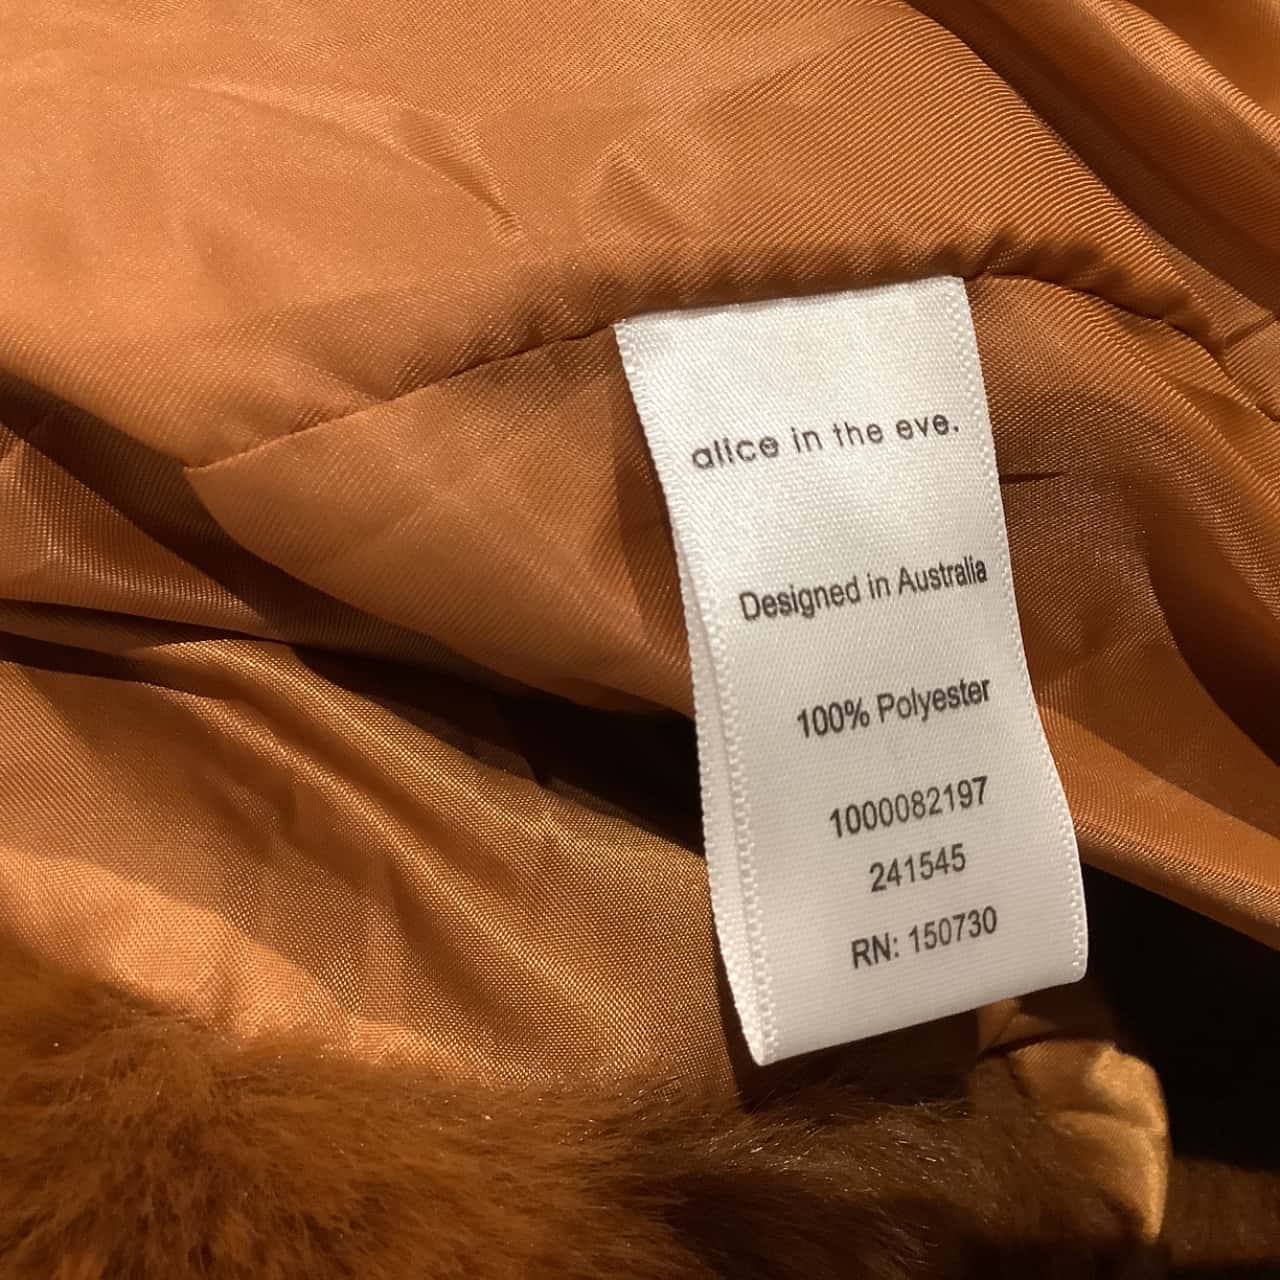 alice in the eve.
Designed in Australia
100% Polyester
1000082197
241545
RN: 150730